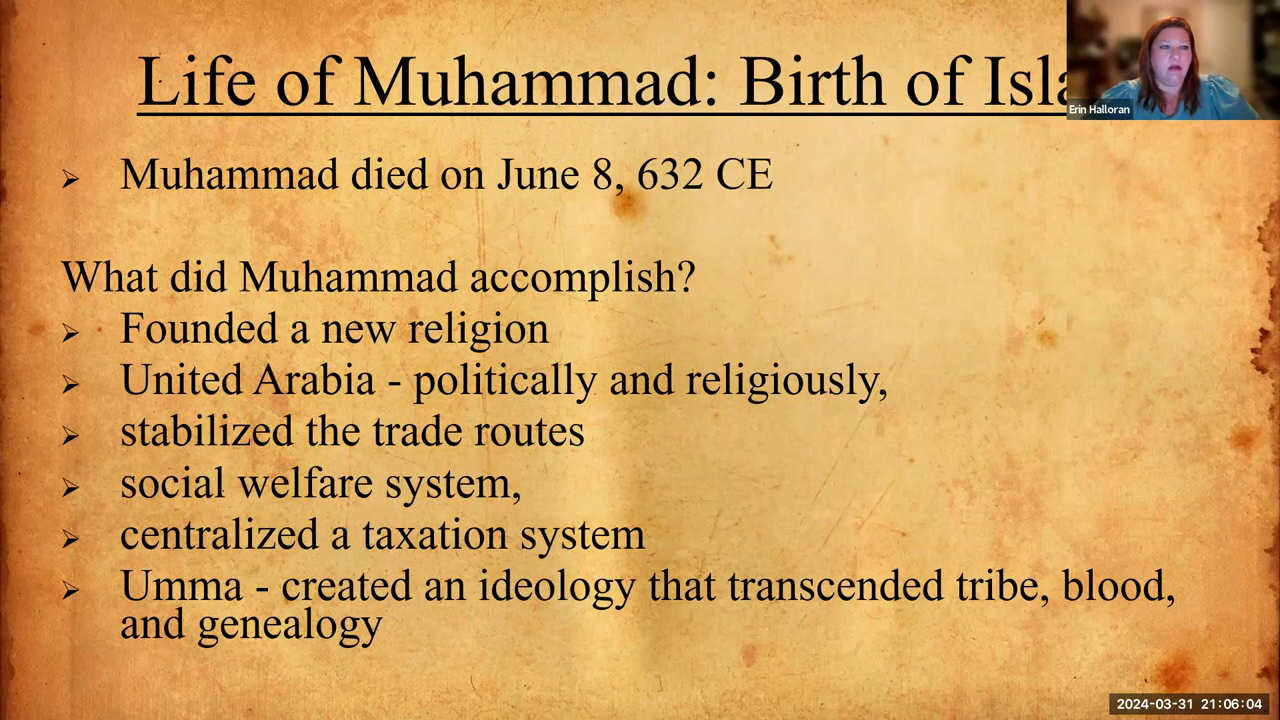 Life of Muhammad: Birth of Isla
Erin Halloran
➢ Muhammad died on June 8, 632 CE
What did Muhammad accomplish?
➢ Founded a new religion
➢ United Arabia - politically and religiously,
➢ stabilized the trade routes
➢ social welfare system,
➢ centralized a taxation system
➢ Umma - created an ideology that transcended tribe, blood,
and genealogy
2024-03-31 21:06:04